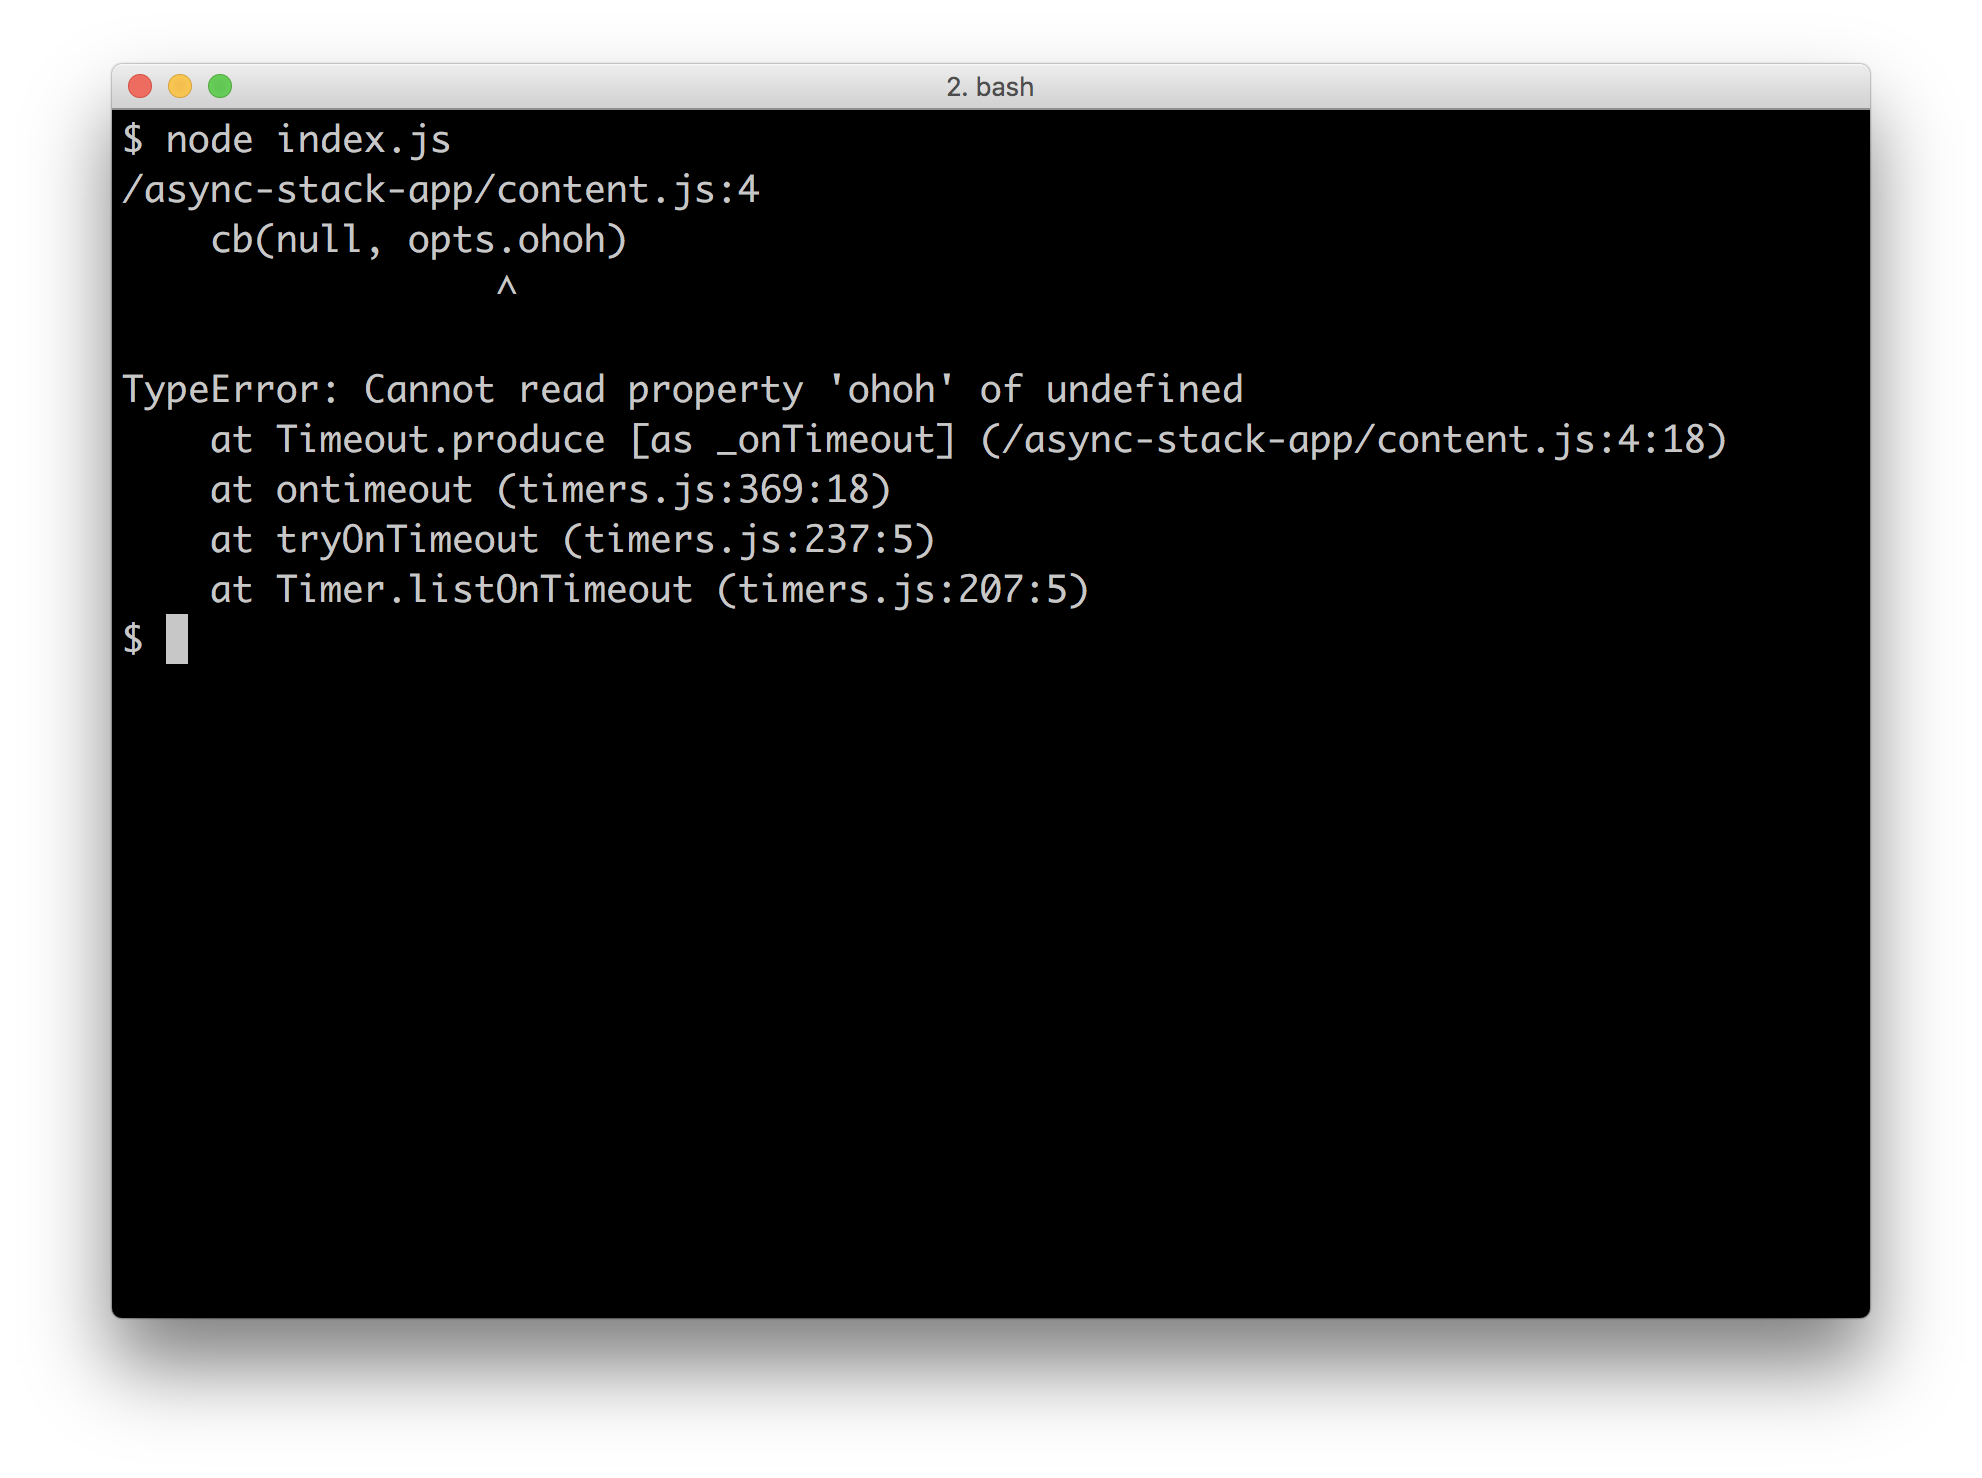 2. bash
$ node index.js
/async-stack-app/content.js:4
    cb(null, opts.ohoh)
                 ^

TypeError: Cannot read property 'ohoh' of undefined
    at Timeout.produce [as _onTimeout] (/async-stack-app/content.js:4:18)
    at ontimeout (timers.js:369:18)
    at tryOnTimeout (timers.js:237:5)
    at Timer.listOnTimeout (timers.js:207:5)
$